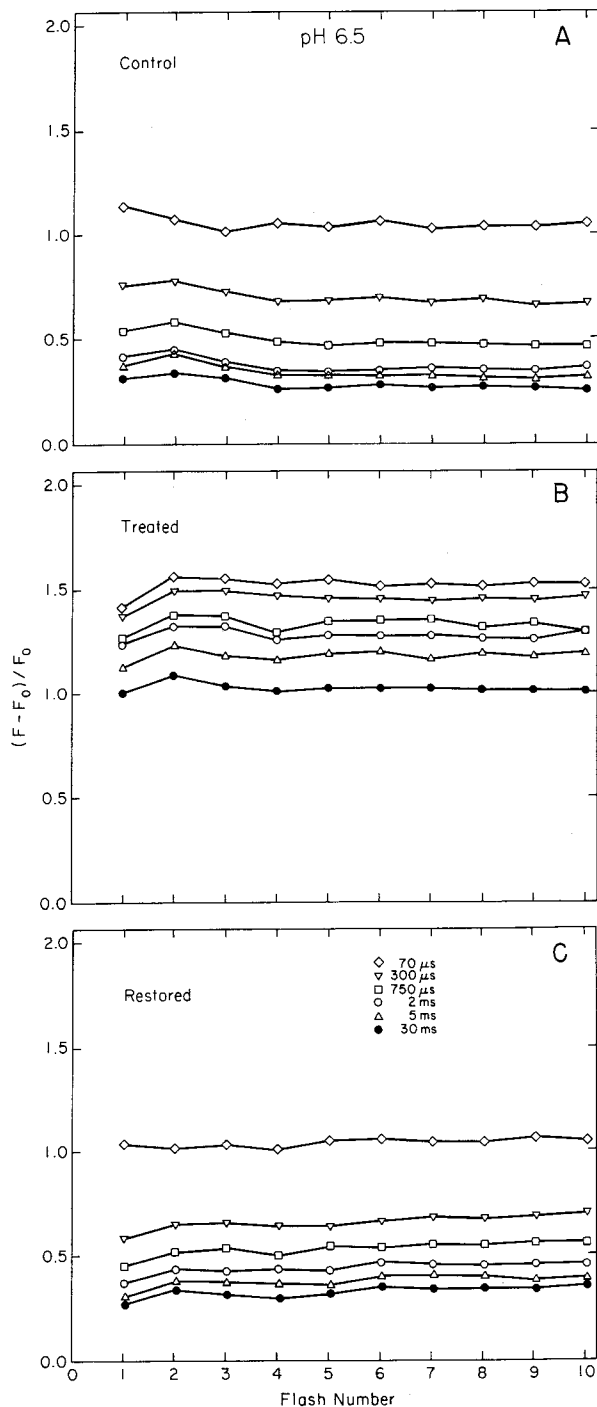 pH 6.5
A
Control
2.0
1.5
1.0
0.5
0.0
B
Treated
2.0
1.5
1.0
0.5
0.0
(F-F₀)/F₀
C
Restored
70 μs
300 μs
750 μs
2 ms
5 ms
30 ms
2.0
1.5
1.0
0.5
0.0
0 1 2 3 4 5 6 7 8 9 10
Flash Number